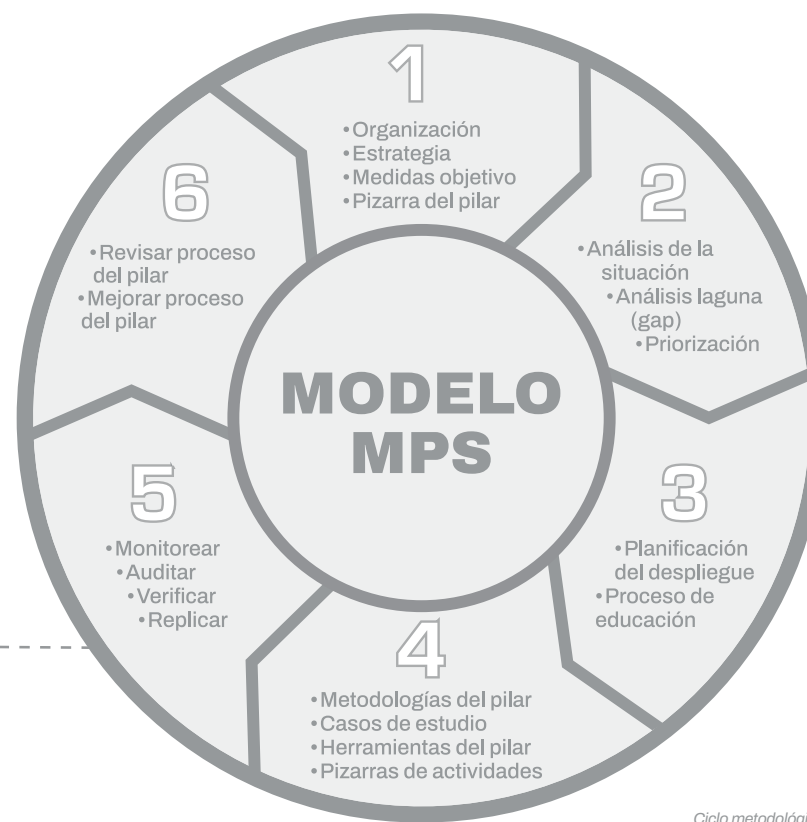 1
•Organización
•Estrategia
•Medidas objetivo
•Pizarra del pilar
2
•Análisis de la
situación
•Análisis laguna
(gap)
•Priorización
3
•Planificación
del despliegue
•Proceso de
educación
4
•Metodologías del pilar
•Casos de estudio
•Herramientas del pilar
•Pizarras de actividades
5
•Monitorear
•Auditar
•Verificar
•Replicar
6
•Revisar proceso
del pilar
•Mejorar proceso
del pilar
MODELO
MPS
Ciclo